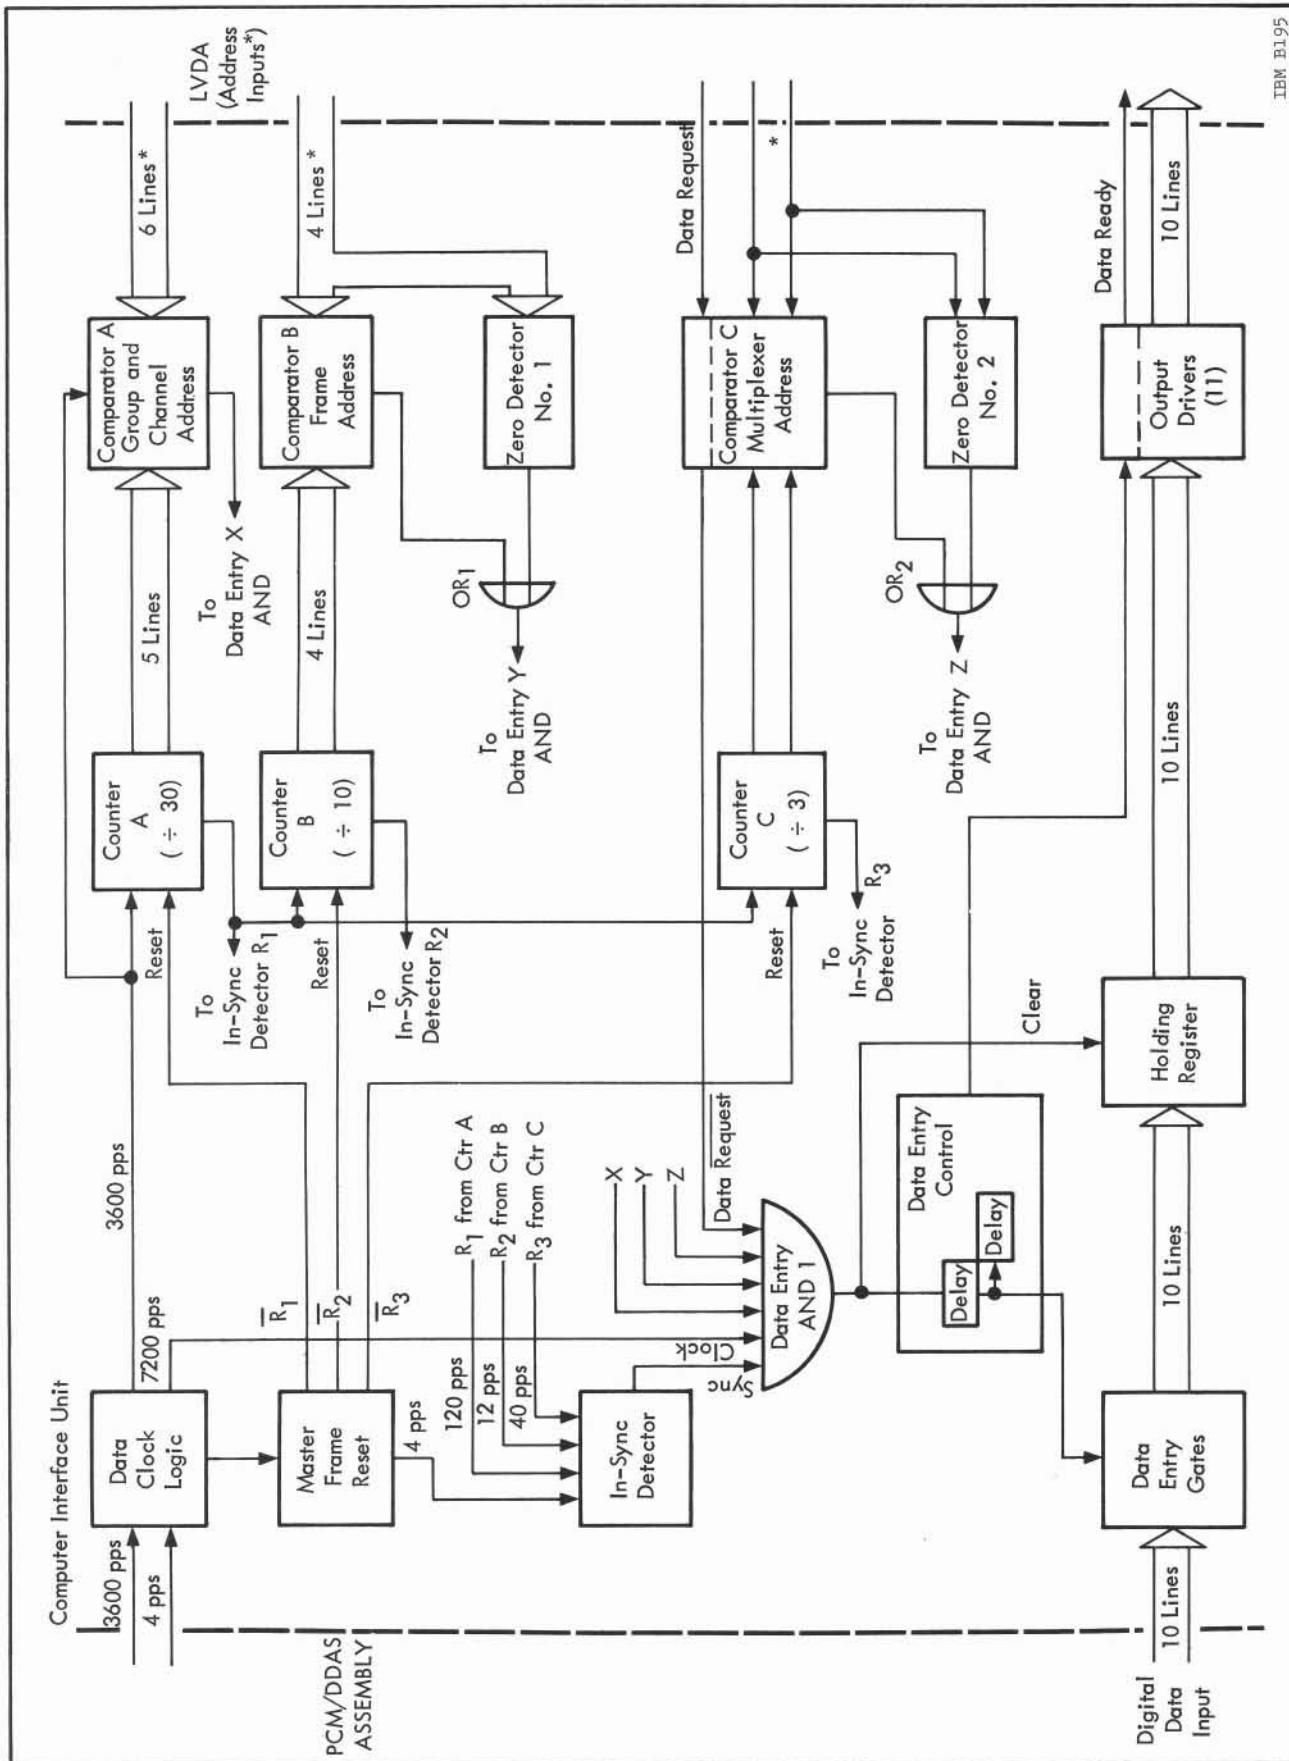 Computer Interface Unit
LVDA
(Address
Inputs*)
PCM/DDAS
ASSEMBLY
3600 pps
4 pps
Data
Clock
Logic
3600 pps
7200 pps
Reset
Counter
A
( ÷ 30)
5 Lines
Comparator A
Group and
Channel
Address
6 Lines *
To
Data Entry X
AND
To
In-Sync
Detector R1
Master
Frame
Reset
R̅1
R̅2
R̅3
4 pps
Reset
Counter
B
( ÷ 10)
4 Lines
Comparator B
Frame
Address
4 Lines *
To
In-Sync
Detector R2
Zero Detector
No. 1
OR1
To
Data Entry Y
AND
120 pps
12 pps
40 pps
R1 from Ctr A
R2 from Ctr B
R3 from Ctr C
In-Sync
Detector
X
Y
Z
Data R̅e̅q̅u̅e̅s̅t̅
Clock
Sync
Data Entry
AND 1
Reset
Counter
C
( ÷ 3)
To
In-Sync
Detector
R3
Comparator C
Multiplexer
Address
Data Request
*
Zero Detector
No. 2
OR2
To
Data Entry Z
AND
Data Entry
Control
Delay
Delay
Clear
Digital
Data
Input
10 Lines
Data
Entry
Gates
10 Lines
Holding
Register
10 Lines
Output
Drivers
(11)
Data Ready
10 Lines
IBM B195